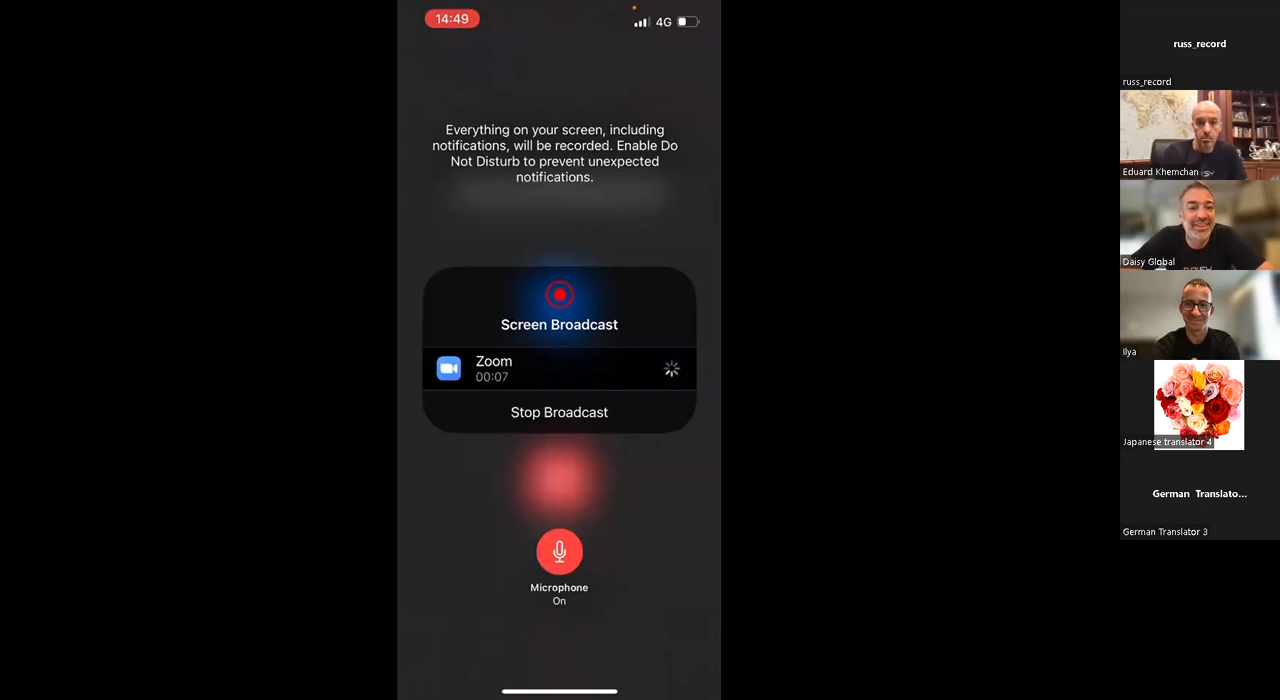 14:49
4G
Everything on your screen, including
notifications, will be recorded. Enable Do
Not Disturb to prevent unexpected
notifications.
Screen Broadcast
Zoom
00:07
Stop Broadcast
Microphone
On
russ_record
russ_record
Eduard Khemchan
Daisy Global
Ilya
Japanese translator 4
German Translato...
German Translator 3